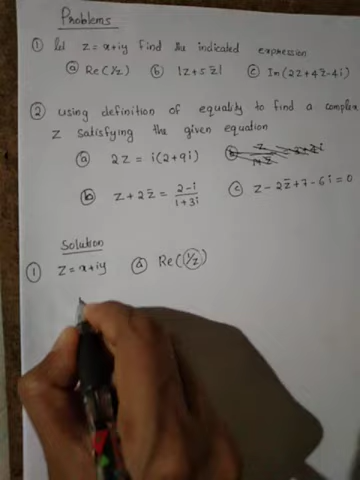 Problems
① let z = x+iy find the indicated expression
ⓐ Re(1/z) ⓑ |z+5z̄| ⓒ Im(2z+4z̄-4i)
② using definition of equality to find a complex
z satisfying the given equation
ⓐ 2z = i(2+9i)
ⓑ z+2z̄ = 2-i/1+3i ⓒ z-2z̄+7-6i=0
Solution
① z=x+iy ⓐ Re(1/z)